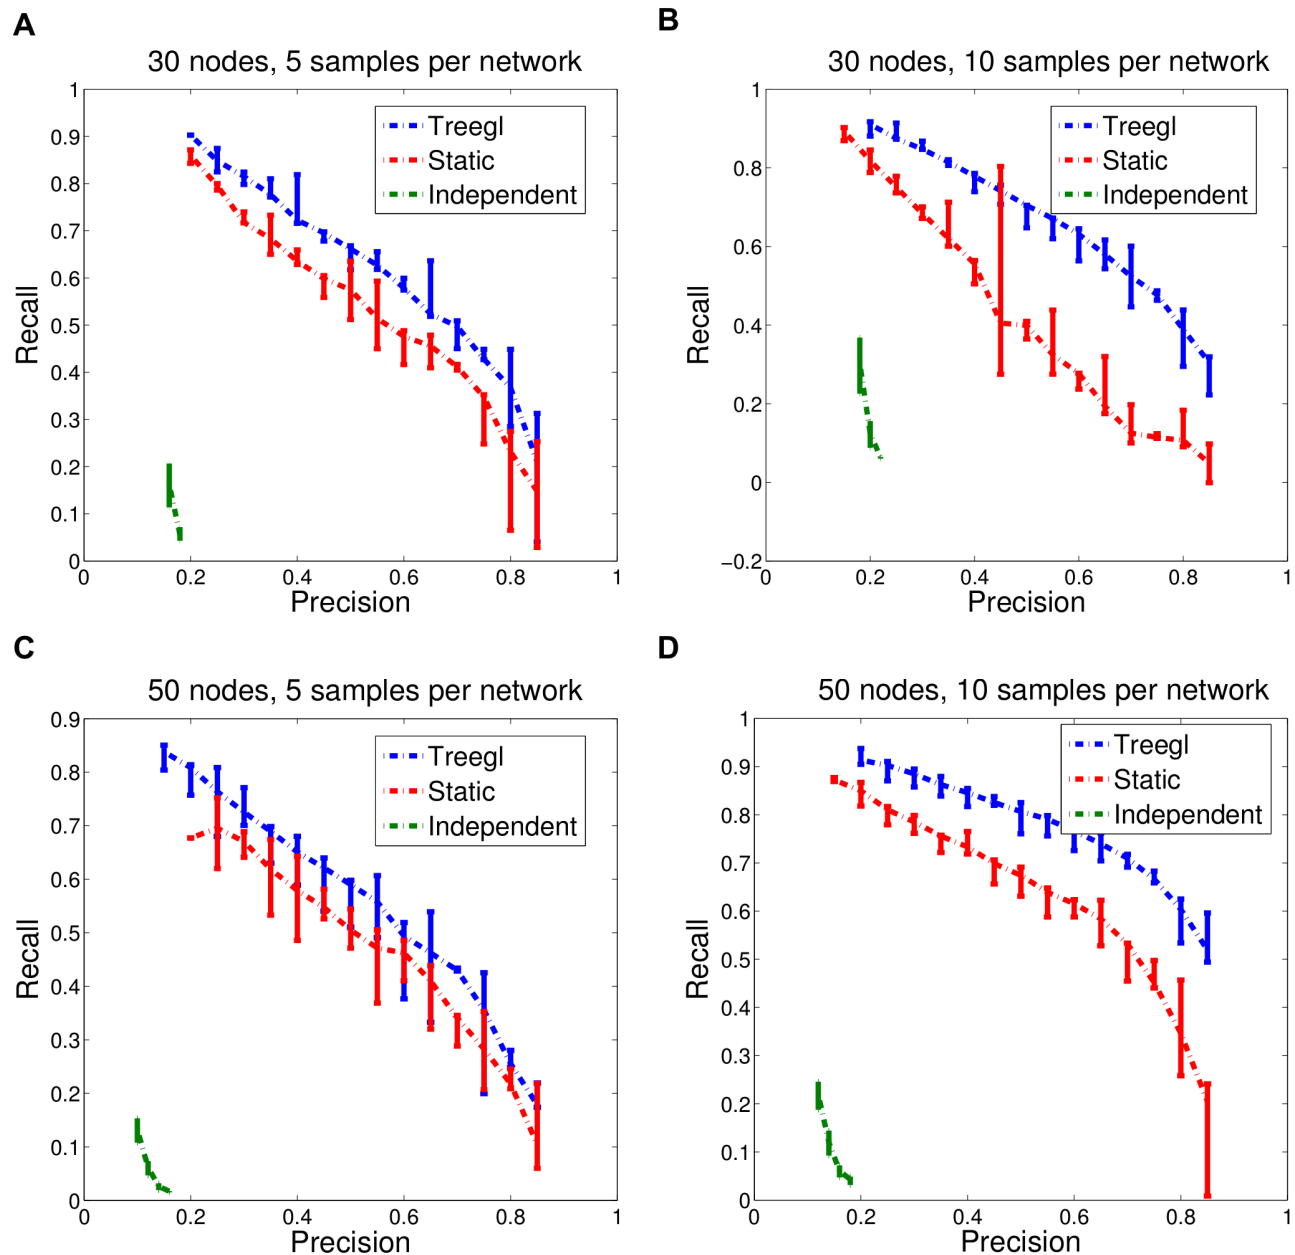 A
30 nodes, 5 samples per network
1
0.9
0.8
0.7
0.6
0.5
0.4
0.3
0.2
0.1
0
Recall
Treegl
Static
Independent
0 0.2 0.4 0.6 0.8 1
Precision
B
30 nodes, 10 samples per network
1
0.8
0.6
0.4
0.2
0
−0.2
Recall
Treegl
Static
Independent
0 0.2 0.4 0.6 0.8 1
Precision
C
50 nodes, 5 samples per network
0.9
0.8
0.7
0.6
0.5
0.4
0.3
0.2
0.1
0
Recall
Treegl
Static
Independent
0 0.2 0.4 0.6 0.8 1
Precision
D
50 nodes, 10 samples per network
1
0.9
0.8
0.7
0.6
0.5
0.4
0.3
0.2
0.1
0
Recall
Treegl
Static
Independent
0 0.2 0.4 0.6 0.8 1
Precision